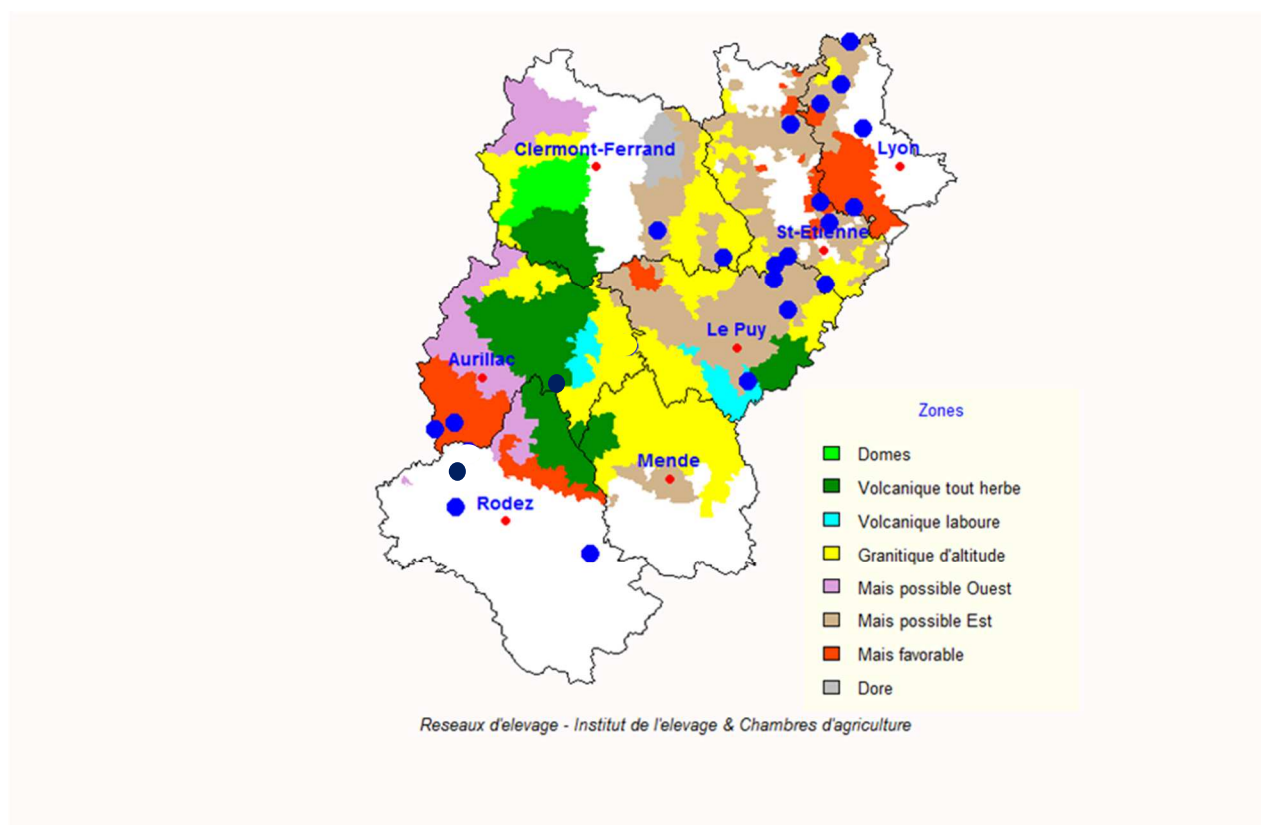 Clermont-Ferrand
Lyon
St-Etienne
Le Puy
Aurillac
Mende
Rodez
Zones
Domes
Volcanique tout herbe
Volcanique laboure
Granitique d'altitude
Mais possible Ouest
Mais possible Est
Mais favorable
Dore
Reseaux d'elevage - Institut de l'elevage & Chambres d'agriculture